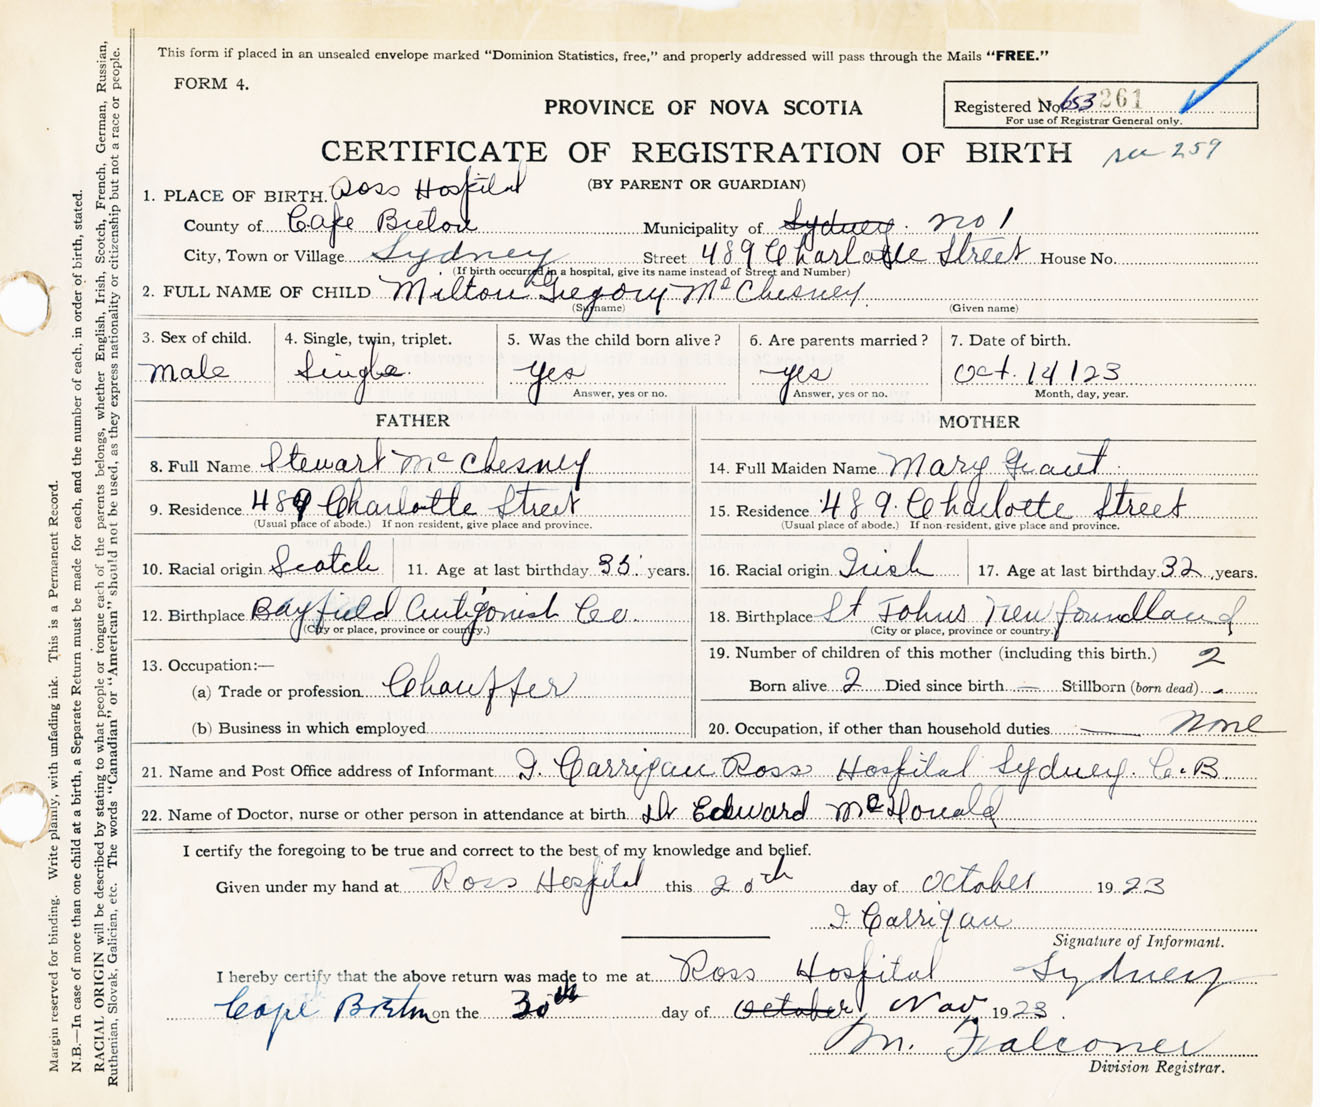 This form if placed in an unsealed envelope marked "Dominion Statistics, free," and properly addressed will pass through the Mails "FREE."
FORM 4.
Registered No. 653 261
For use of Registrar General only.
PROVINCE OF NOVA SCOTIA
CERTIFICATE OF REGISTRATION OF BIRTH
259
(BY PARENT OR GUARDIAN)
1. PLACE OF BIRTH. Ross Hospital
County of Cape Breton Municipality of Sydney. No 1
City, Town or Village Sydney Street 489 Charlotte Street House No.
(If birth occurred in a hospital, give its name instead of Street and Number)
2. FULL NAME OF CHILD Milton Gregory McChesney
(Surname) (Given name)
3. Sex of child. 4. Single, twin, triplet. 5. Was the child born alive? 6. Are parents married? 7. Date of birth.
Male Single. yes yes Oct. 14 1923
Answer, yes or no. Answer, yes or no. Month, day, year.
FATHER MOTHER
8. Full Name Stewart McChesney 14. Full Maiden Name Mary Grant
9. Residence 489 Charlotte Street 15. Residence 489. Charlotte Street
(Usual place of abode.) If non resident, give place and province. (Usual place of abode.) If non-resident, give place and province.
10. Racial origin Scotch 11. Age at last birthday 35 years. 16. Racial origin Irish 17. Age at last birthday 32 years.
12. Birthplace Bayfield Antigonish Co. 18. Birthplace St Johns Newfoundland
(City or place, province or country.) (City or place, province or country.)
13. Occupation:— 19. Number of children of this mother (including this birth.) 2
(a) Trade or profession Chauffer Born alive 2 Died since birth — Stillborn (born dead) -
(b) Business in which employed 20. Occupation, if other than household duties — None
21. Name and Post Office address of Informant I. Carrigan Ross Hospital Sydney. C.B.
22. Name of Doctor, nurse or other person in attendance at birth Dr Edward McDonald
I certify the foregoing to be true and correct to the best of my knowledge and belief.
Given under my hand at Ross Hospital this 20th day of October 1923
I. Carrigan
Signature of Informant.
I hereby certify that the above return was made to me at Ross Hospital Sydney
Cape Breton on the 30th day of October Nov. 1923.
M. Falconer
Division Registrar.
Margin reserved for binding. Write plainly, with unfading ink. This is a Permanent Record.
N.B.—In case of more than one child at a birth, a Separate Return must be made for each, and the number of each, in order of birth, stated.
RACIAL ORIGIN will be described by stating to what people or tongue each of the parents belongs, whether English, Irish, Scotch, French, German, Russian,
Ruthenian, Slovak, Galician, etc. The words "Canadian" or "American" should not be used, as they express nationality or citizenship but not a race or people.